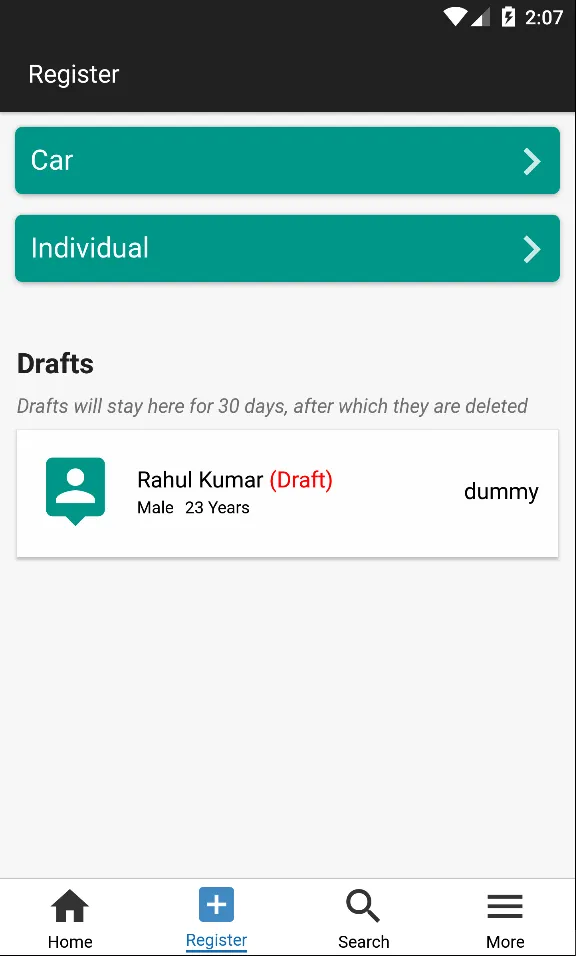 2:07
Register
Car
Individual
Drafts
Drafts will stay here for 30 days, after which they are deleted
Rahul Kumar (Draft)
Male 23 Years
dummy
Home
Register
Search
More